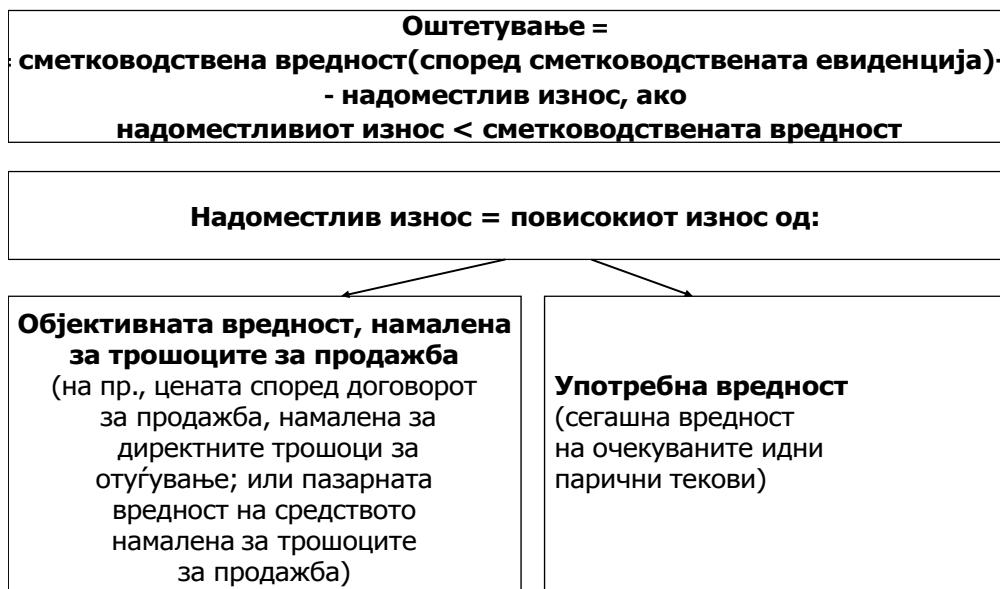 Оштетување =
= сметководствена вредност(според сметководствената евиденција)-
- надоместлив износ, ако
надоместливиот износ < сметководствената вредност
Надоместлив износ = повисокиот износ од:
Објективната вредност, намалена
за трошоците за продажба
(на пр., цената според договорот
за продажба, намалена за
директните трошоци за
отуѓување; или пазарната
вредност на средството
намалена за трошоците
за продажба)
Употребна вредност
(сегашна вредност
на очекуваните идни
парични текови)